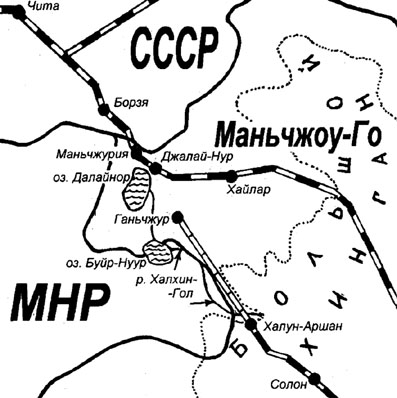 Чита
СССР
Борзя
Маньчжоу-Го
Маньчжурия
Джалай-Нур
оз. Далайнор
Хайлар
Ганьчжур
оз. Буйр-Нуур
р. Халхин-
-Гол
МНР
БОЛЬШОЙ
ХИНГАН
Халун-Аршан
Солон